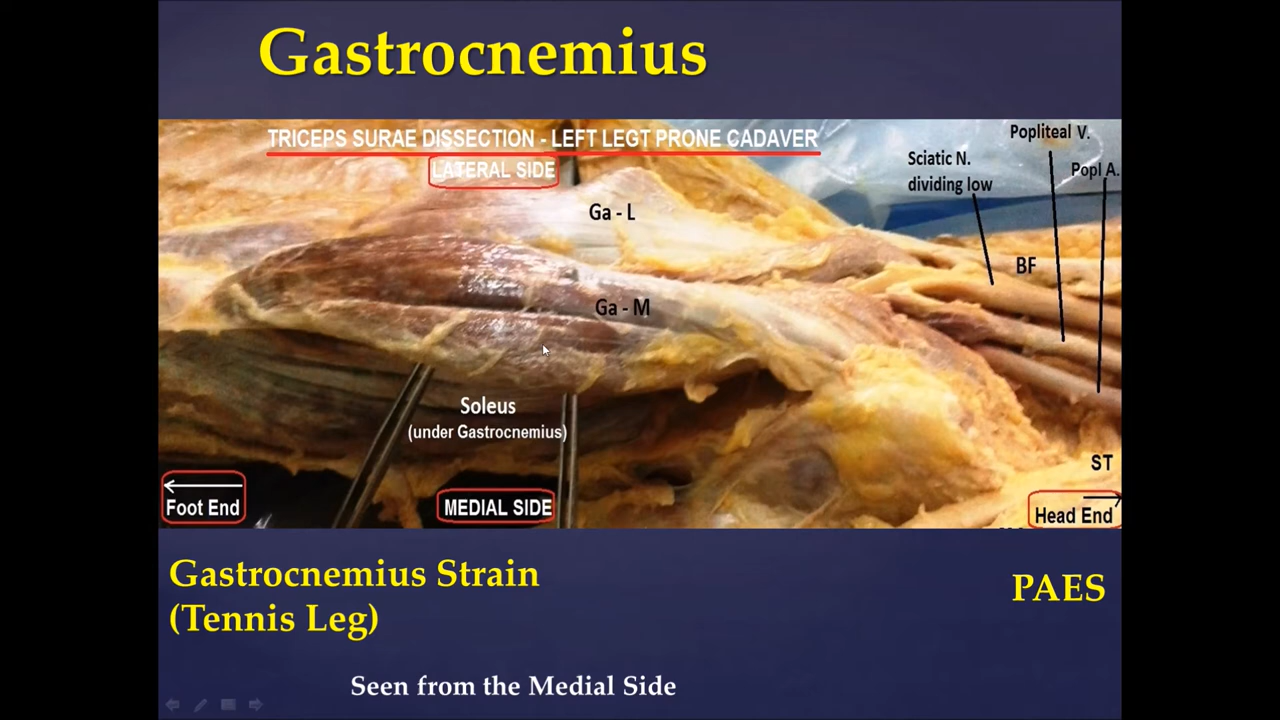 Gastrocnemius
TRICEPS SURAE DISSECTION - LEFT LEGT PRONE CADAVER
LATERAL SIDE
Popliteal V.
Sciatic N.
dividing low
Popl A.
Ga - L
BF
Ga - M
Soleus
(under Gastrocnemius)
ST
Foot End
MEDIAL SIDE
Head End
Gastrocnemius Strain
(Tennis Leg)
PAES
Seen from the Medial Side